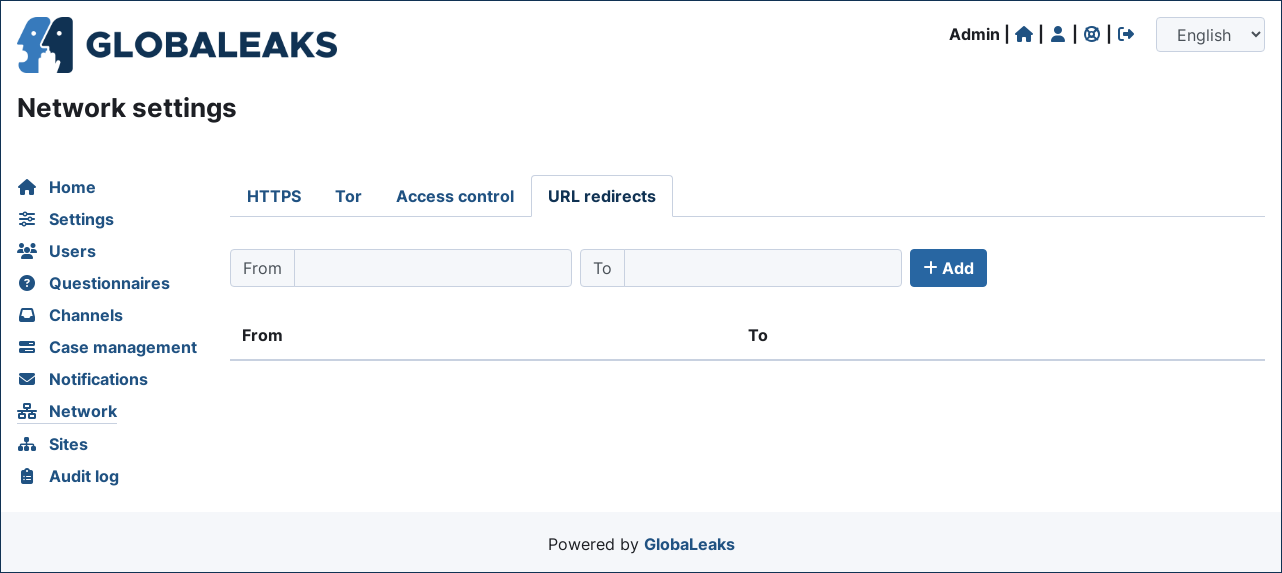 GLOBALEAKS
Admin | | | |
English
Network settings
Home
Settings
Users
Questionnaires
Channels
Case management
Notifications
Network
Sites
Audit log
HTTPS Tor Access control URL redirects
From To + Add
From To
Powered by GlobaLeaks